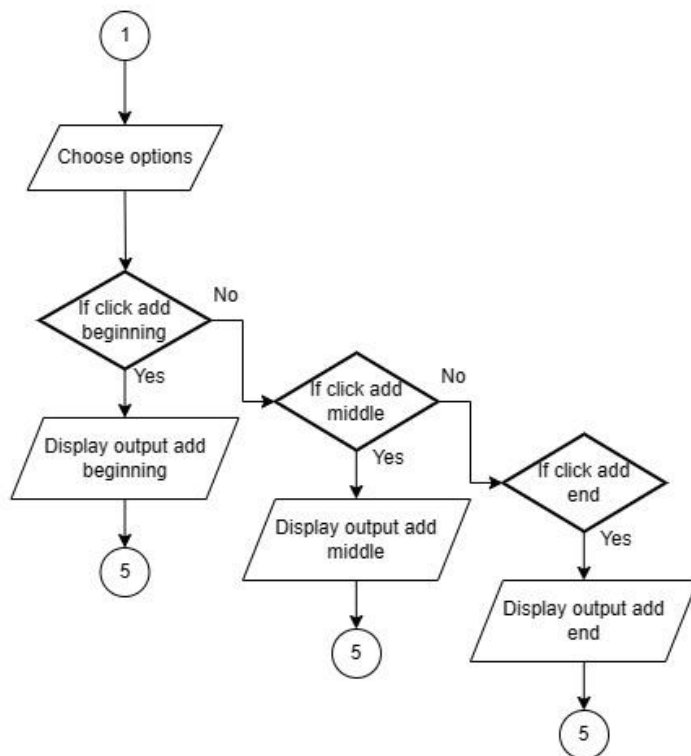 1
Choose options
If click add
beginning
No
Yes
Display output add
beginning
5
If click add
middle
No
Yes
Display output add
middle
5
If click add
end
Yes
Display output add
end
5